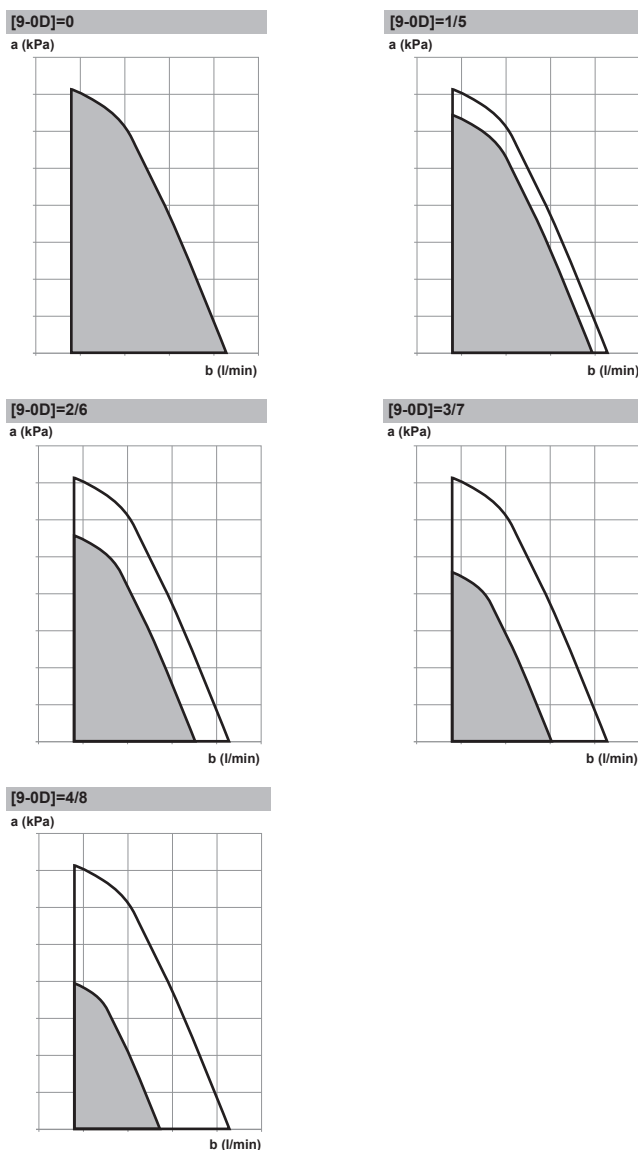 [9-0D]=0
a (kPa)
b (l/min)
[9-0D]=1/5
a (kPa)
b (l/min)
[9-0D]=2/6
a (kPa)
b (l/min)
[9-0D]=3/7
a (kPa)
b (l/min)
[9-0D]=4/8
a (kPa)
b (l/min)